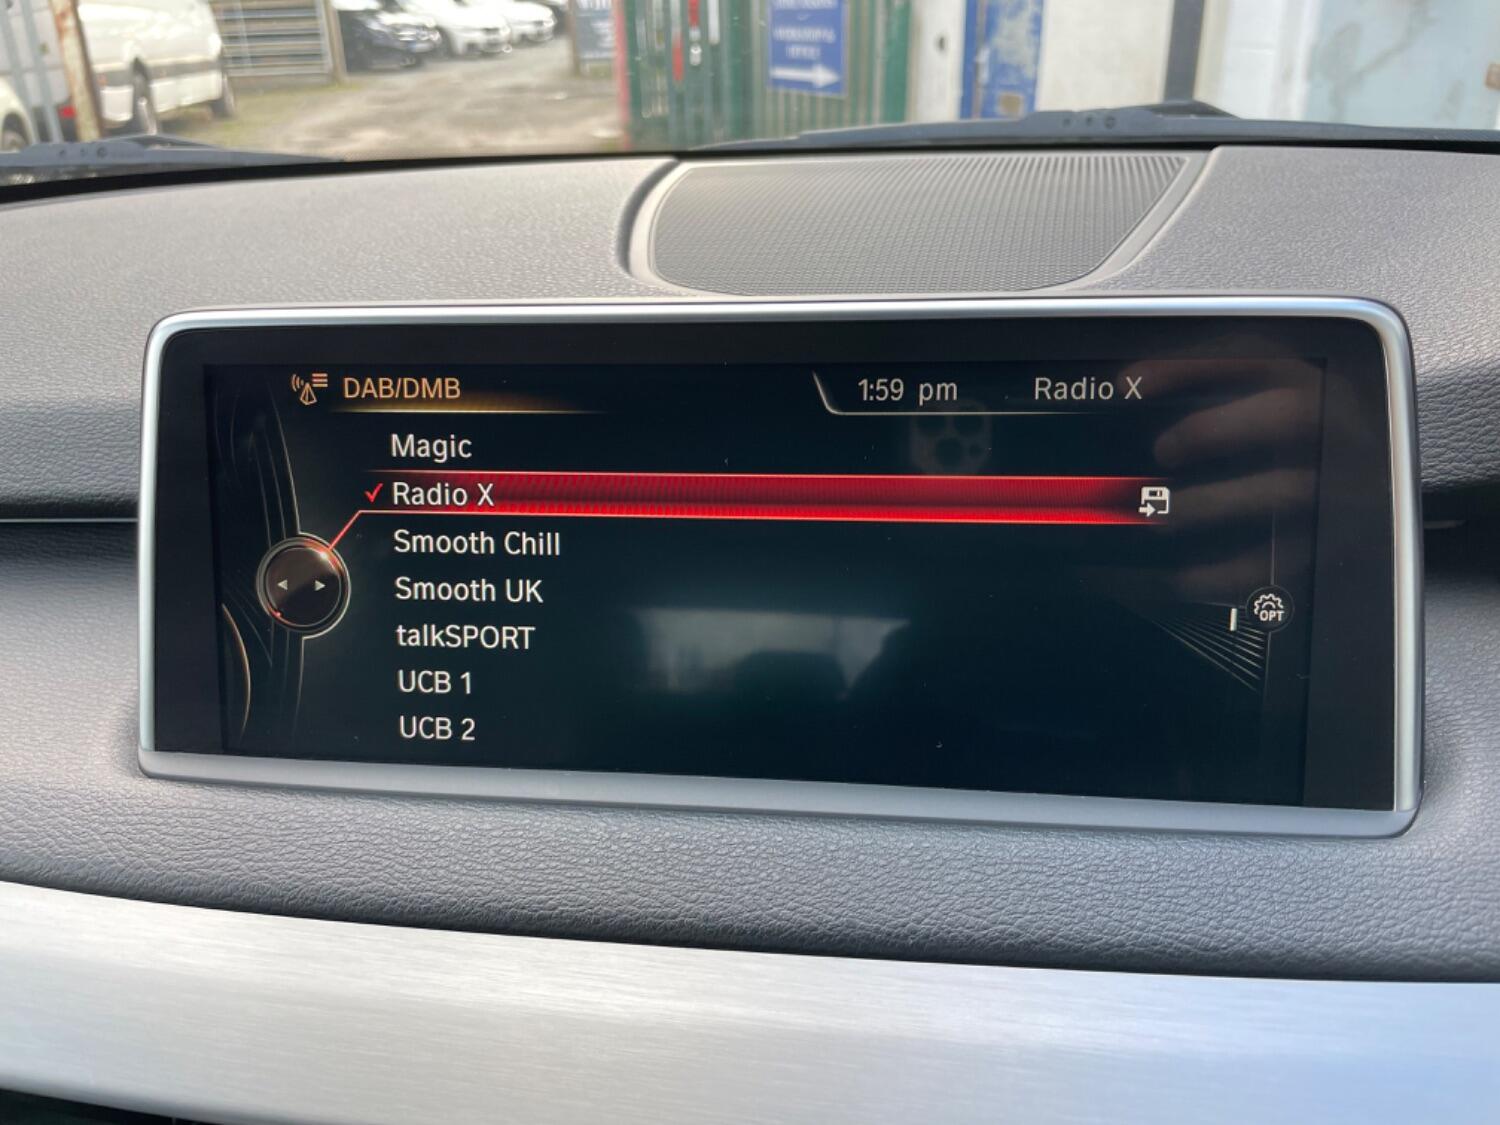 DAB/DMB
1:59 pm
Radio X
Magic
Radio X
Smooth Chill
Smooth UK
talkSPORT
UCB 1
UCB 2
OPT